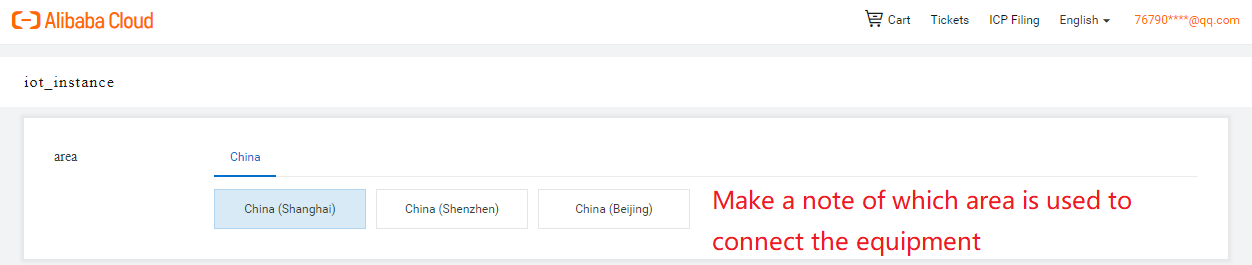 Alibaba Cloud Cart Tickets ICP Filing English 76790****@qq.com
iot_instance
area China
China (Shanghai) China (Shenzhen) China (Beijing)
Make a note of which area is used to
connect the equipment